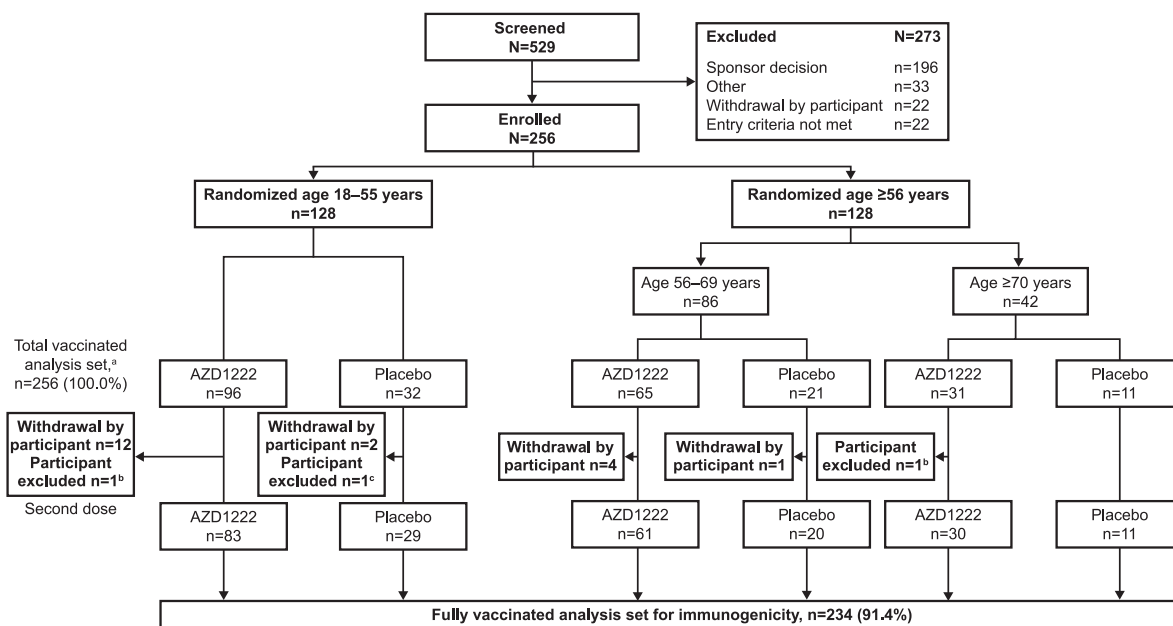 Screened
N=529
Excluded N=273
Sponsor decision n=196
Other n=33
Withdrawal by participant n=22
Entry criteria not met n=22
Enrolled
N=256
Randomized age 18–55 years
n=128
Randomized age ≥56 years
n=128
Age 56–69 years
n=86
Age ≥70 years
n=42
Total vaccinated
analysis set,ᵃ
n=256 (100.0%)
AZD1222
n=96
Placebo
n=32
AZD1222
n=65
Placebo
n=21
AZD1222
n=31
Placebo
n=11
Withdrawal by
participant n=12
Participant
excluded n=1ᵇ
Withdrawal by
participant n=2
Participant
excluded n=1ᶜ
Withdrawal by
participant n=4
Withdrawal by
participant n=1
Participant
excluded n=1ᵇ
Second dose
AZD1222
n=83
Placebo
n=29
AZD1222
n=61
Placebo
n=20
AZD1222
n=30
Placebo
n=11
Fully vaccinated analysis set for immunogenicity, n=234 (91.4%)